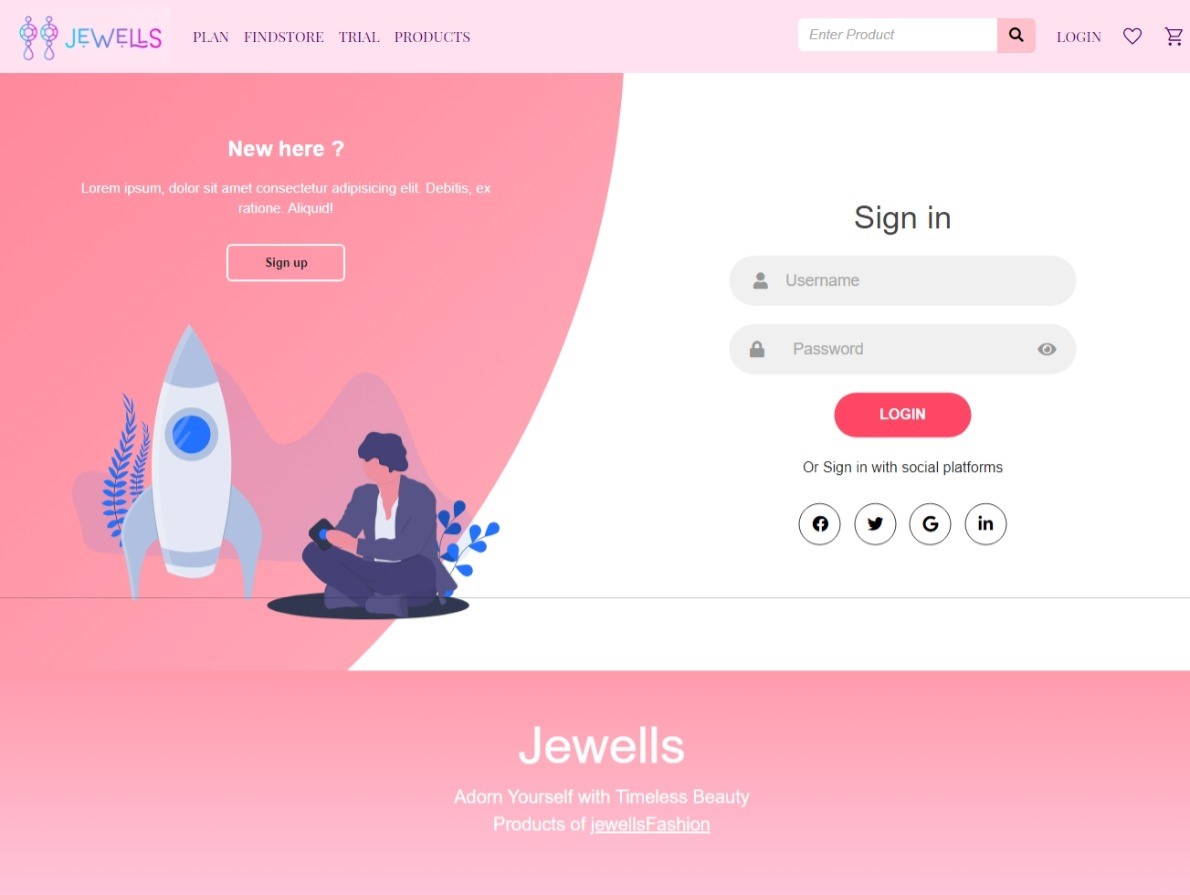 JEWELLS
PLAN FINDSTORE TRIAL PRODUCTS
Enter Product
LOGIN
New here ?
Lorem ipsum, dolor sit amet consectetur adipisicing elit. Debitis, ex
ratione. Aliquid!
Sign up
Sign in
Username
Password
LOGIN
Or Sign in with social platforms
Jewells
Adorn Yourself with Timeless Beauty
Products of jewellsFashion